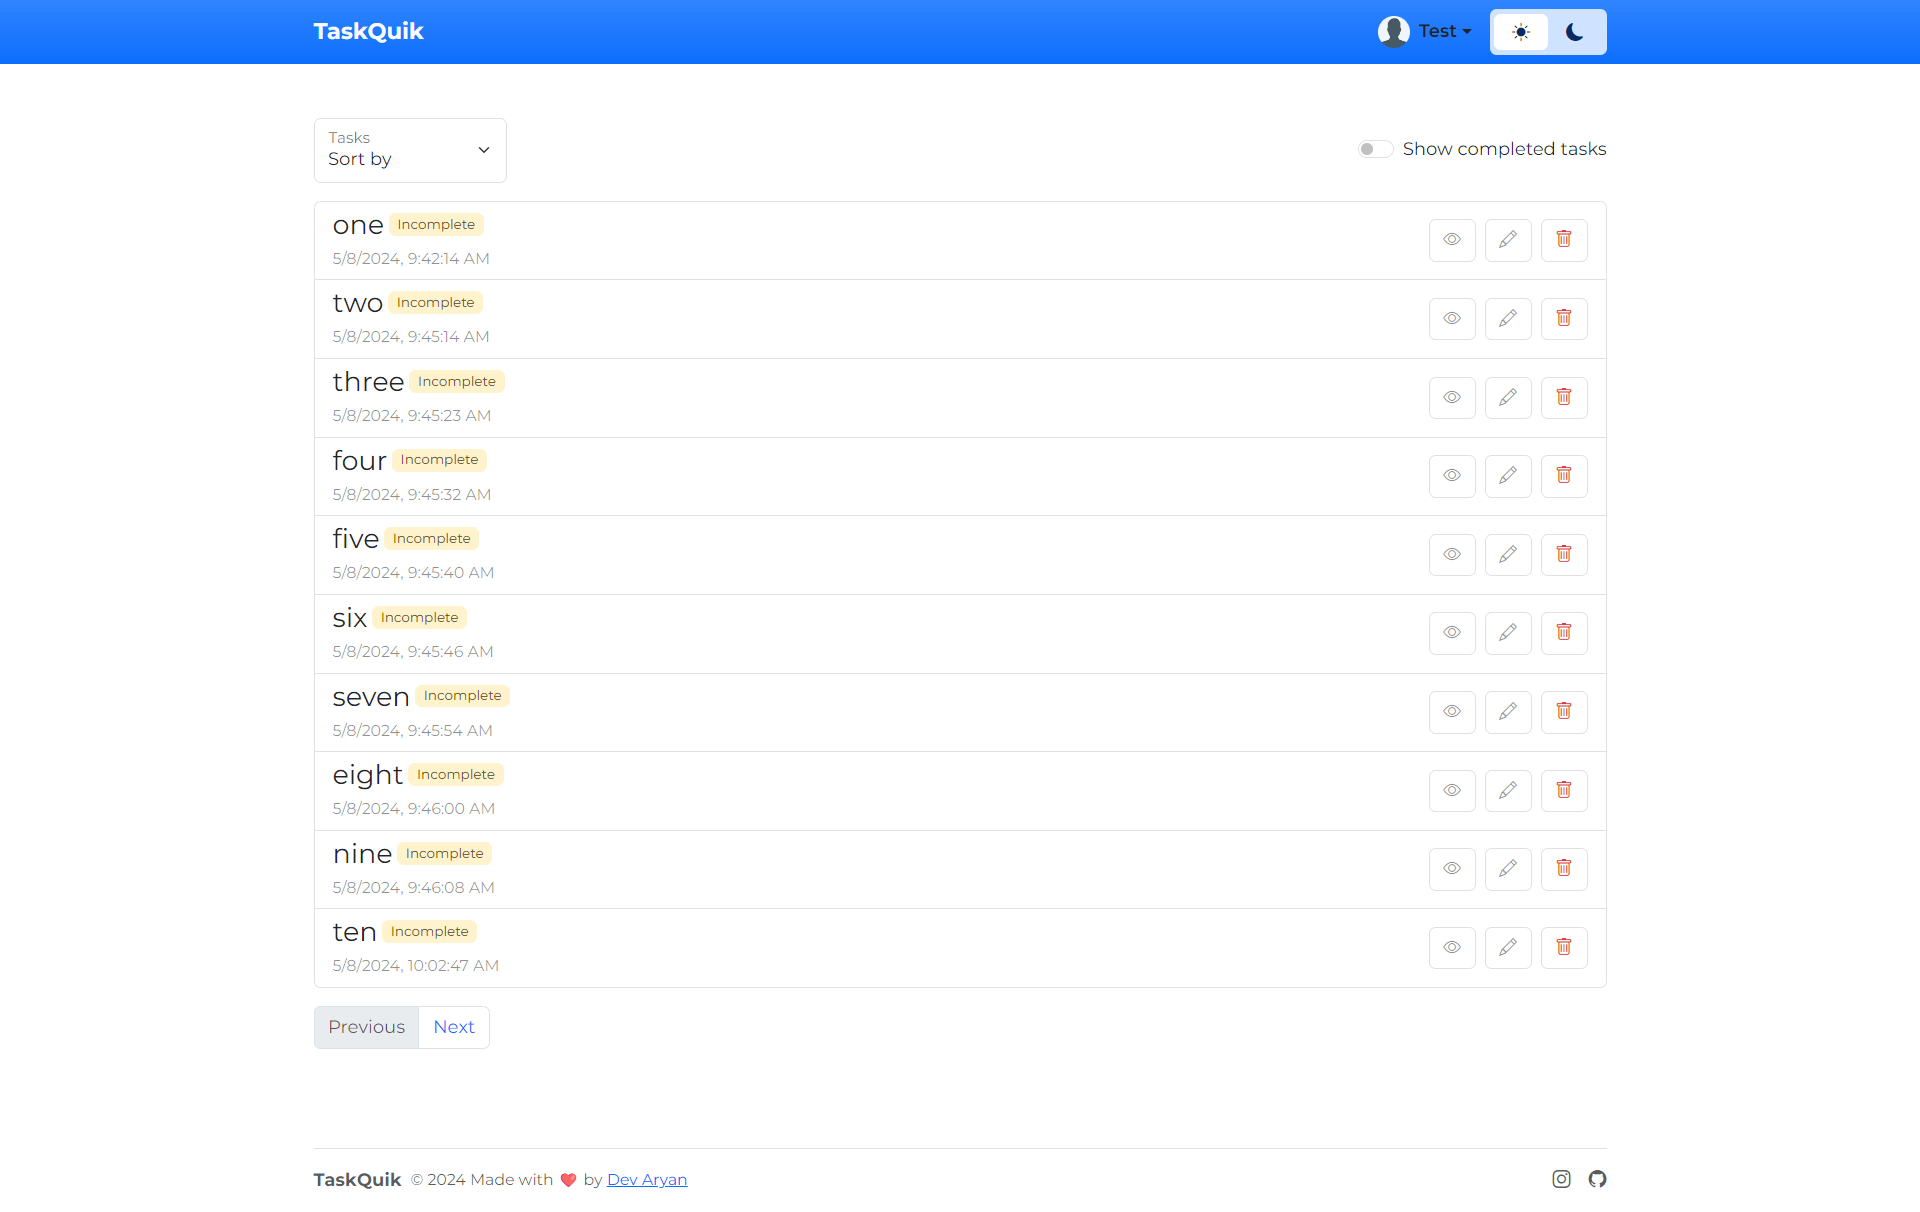 TaskQuik
Test
Tasks
Sort by
Show completed tasks
one Incomplete
5/8/2024, 9:42:14 AM
two Incomplete
5/8/2024, 9:45:14 AM
three Incomplete
5/8/2024, 9:45:23 AM
four Incomplete
5/8/2024, 9:45:32 AM
five Incomplete
5/8/2024, 9:45:40 AM
six Incomplete
5/8/2024, 9:45:46 AM
seven Incomplete
5/8/2024, 9:45:54 AM
eight Incomplete
5/8/2024, 9:46:00 AM
nine Incomplete
5/8/2024, 9:46:08 AM
ten Incomplete
5/8/2024, 10:02:47 AM
Previous Next
TaskQuik © 2024 Made with ❤️ by Dev Aryan